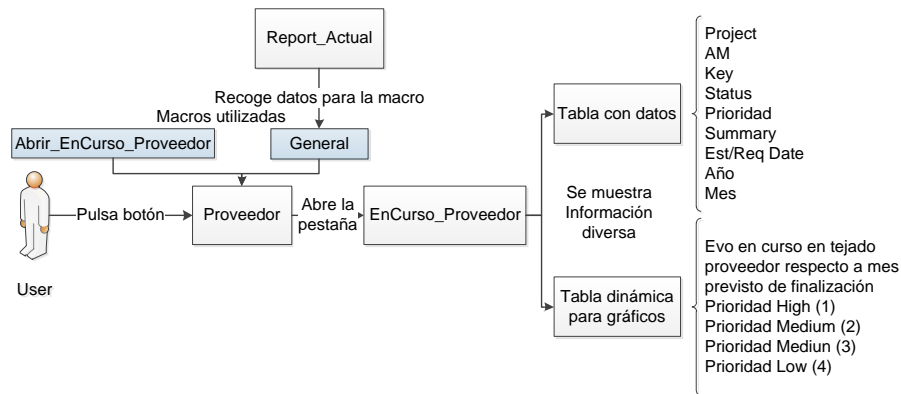 Report_Actual
Recoge datos para la macro
Macros utilizadas
Abrir_EnCurso_Proveedor
General
User
Pulsa botón
Proveedor
Abre la
pestaña
EnCurso_Proveedor
Se muestra
Información
diversa
Tabla con datos
Project
AM
Key
Status
Prioridad
Summary
Est/Req Date
Año
Mes
Tabla dinámica
para gráficos
Evo en curso en tejado
proveedor respecto a mes
previsto de finalización
Prioridad High (1)
Prioridad Medium (2)
Prioridad Mediun (3)
Prioridad Low (4)